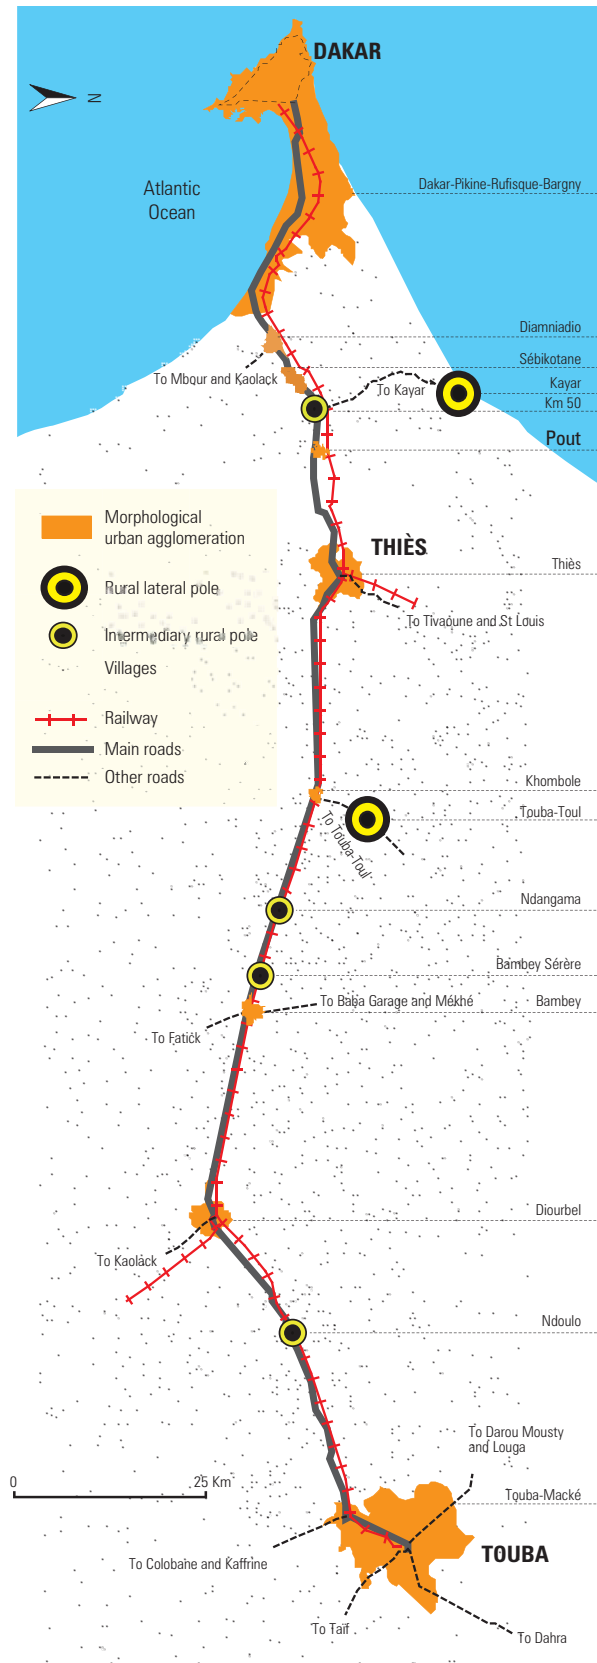 DAKAR
N
Atlantic
Ocean
Dakar-Pikine-Rufisque-Bargny
Diamniadio
Sébikotane
To Mbour and Kaolack
To Kayar
Kayar
Km 50
Pout
Morphological
urban agglomeration
Rural lateral pole
Intermediary rural pole
Villages
Railway
Main roads
Other roads
THIÈS
Thiès
To Tivaoune and St Louis
Khombole
Touba-Toul
To Touba-Toul
Ndangama
Bambey Sérère
To Baba Garage and Mékhé
Bambey
To Fatick
Diourbel
To Kaolack
Ndoulo
To Darou Mousty
and Louga
0 25 Km
Touba-Macké
TOUBA
To Colobane and Kaffrine
To Taïf
To Dahra